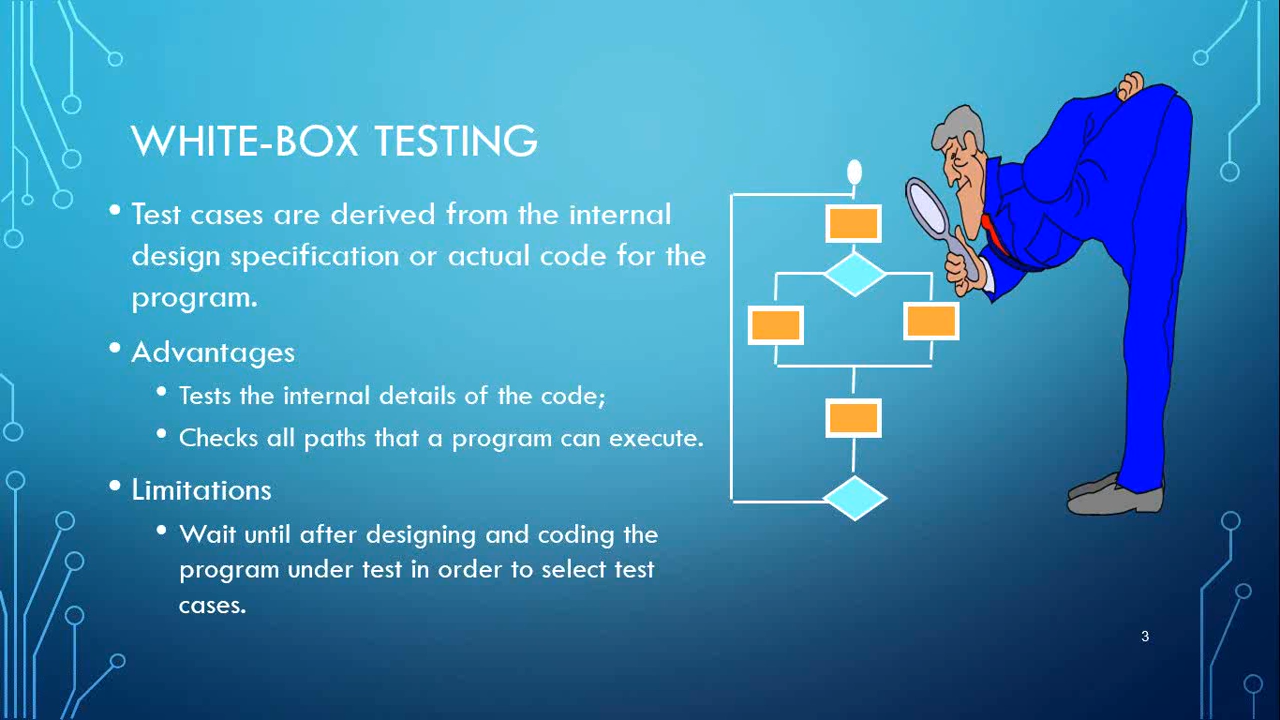 WHITE-BOX TESTING
• Test cases are derived from the internal
design specification or actual code for the
program.
• Advantages
• Tests the internal details of the code;
• Checks all paths that a program can execute.
• Limitations
• Wait until after designing and coding the
program under test in order to select test
cases.
3